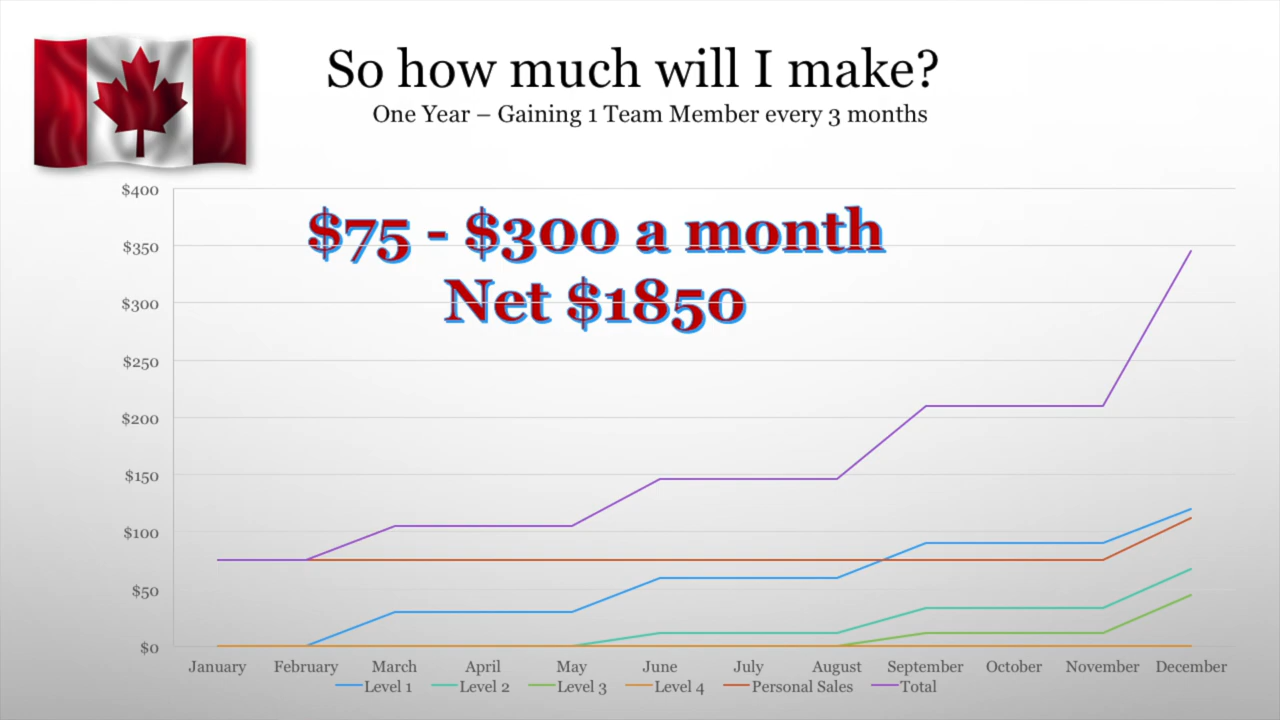 So how much will I make?
One Year – Gaining 1 Team Member every 3 months
$75 - $300 a month
Net $1850
$400
$350
$300
$250
$200
$150
$100
$50
$0
January February March April May June July August September October November December
Level 1 Level 2 Level 3 Level 4 Personal Sales Total